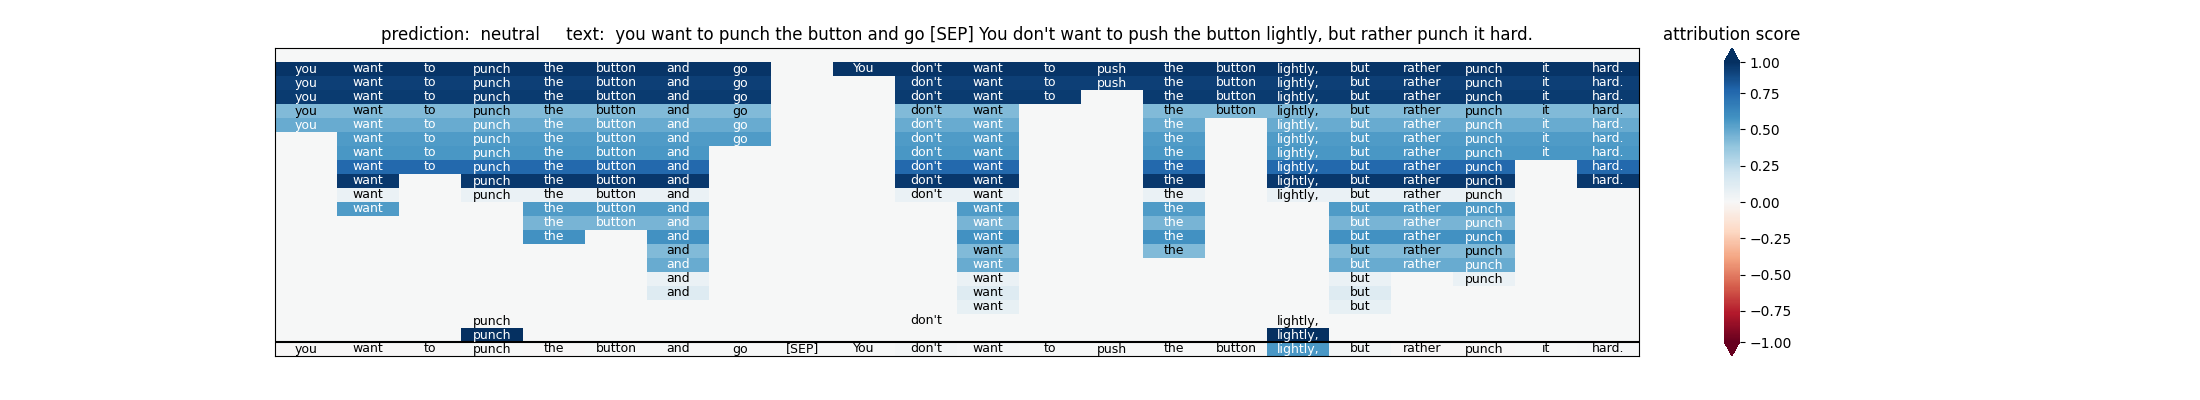 prediction:  neutral     text:  you want to punch the button and go [SEP] You don't want to push the button lightly, but rather punch it hard.
attribution score
you want to punch the button and go You don't want to push the button lightly, but rather punch it hard.
you want to punch the button and go don't want to push the button lightly, but rather punch it hard.
you want to punch the button and go don't want to the button lightly, but rather punch it hard.
you want to punch the button and go don't want the button lightly, but rather punch it hard.
you want to punch the button and go don't want the lightly, but rather punch it hard.
want to punch the button and go don't want the lightly, but rather punch it hard.
want to punch the button and don't want the lightly, but rather punch it hard.
want to punch the button and don't want the lightly, but rather punch hard.
want punch the button and don't want the lightly, but rather punch hard.
want punch the button and don't want the lightly, but rather punch
want the button and want the but rather punch
the button and want the but rather punch
the and want the but rather punch
and want the but rather punch
and want but rather punch
and want but punch
and want but
want but
punch don't lightly,
punch lightly,
you want to punch the button and go [SEP] You don't want to push the button lightly, but rather punch it hard.
1.00
0.75
0.50
0.25
0.00
−0.25
−0.50
−0.75
−1.00